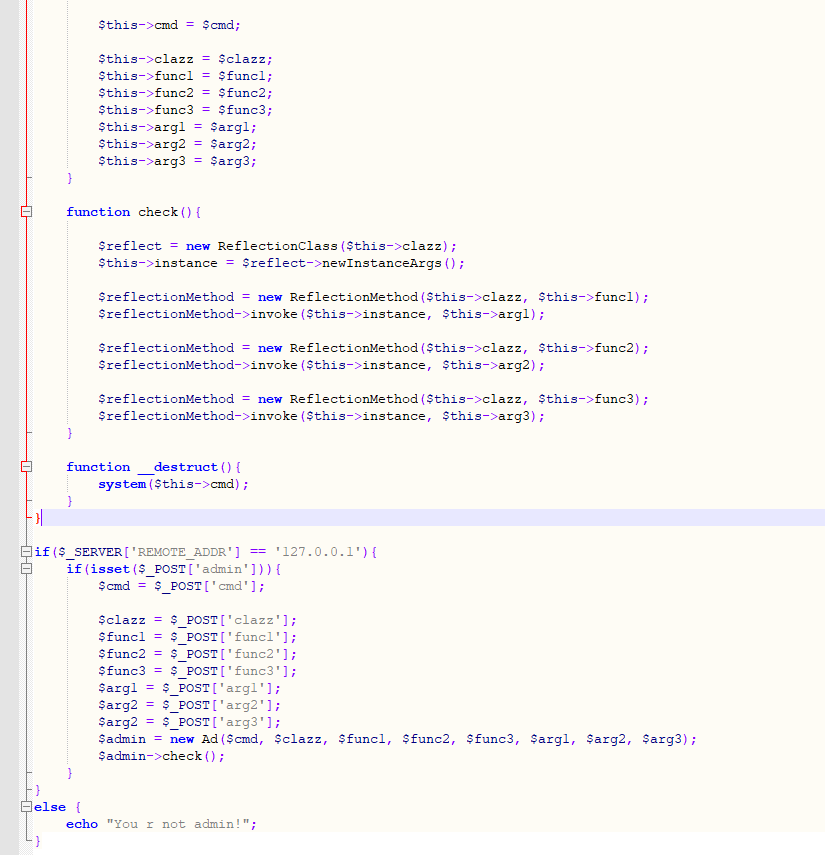 $this->cmd = $cmd;
$this->clazz = $clazz;
$this->func1 = $func1;
$this->func2 = $func2;
$this->func3 = $func3;
$this->arg1 = $arg1;
$this->arg2 = $arg2;
$this->arg3 = $arg3;
}
function check(){
$reflect = new ReflectionClass($this->clazz);
$this->instance = $reflect->newInstanceArgs();
$reflectionMethod = new ReflectionMethod($this->clazz, $this->func1);
$reflectionMethod->invoke($this->instance, $this->arg1);
$reflectionMethod = new ReflectionMethod($this->clazz, $this->func2);
$reflectionMethod->invoke($this->instance, $this->arg2);
$reflectionMethod = new ReflectionMethod($this->clazz, $this->func3);
$reflectionMethod->invoke($this->instance, $this->arg3);
}
function __destruct(){
system($this->cmd);
}
}
if($_SERVER['REMOTE_ADDR'] == '127.0.0.1'){
if(isset($_POST['admin'])){
$cmd = $_POST['cmd'];
$clazz = $_POST['clazz'];
$func1 = $_POST['func1'];
$func2 = $_POST['func2'];
$func3 = $_POST['func3'];
$arg1 = $_POST['arg1'];
$arg2 = $_POST['arg2'];
$arg2 = $_POST['arg3'];
$admin = new Ad($cmd, $clazz, $func1, $func2, $func3, $arg1, $arg2, $arg3);
$admin->check();
}
}
else {
echo "You r not admin!";
}